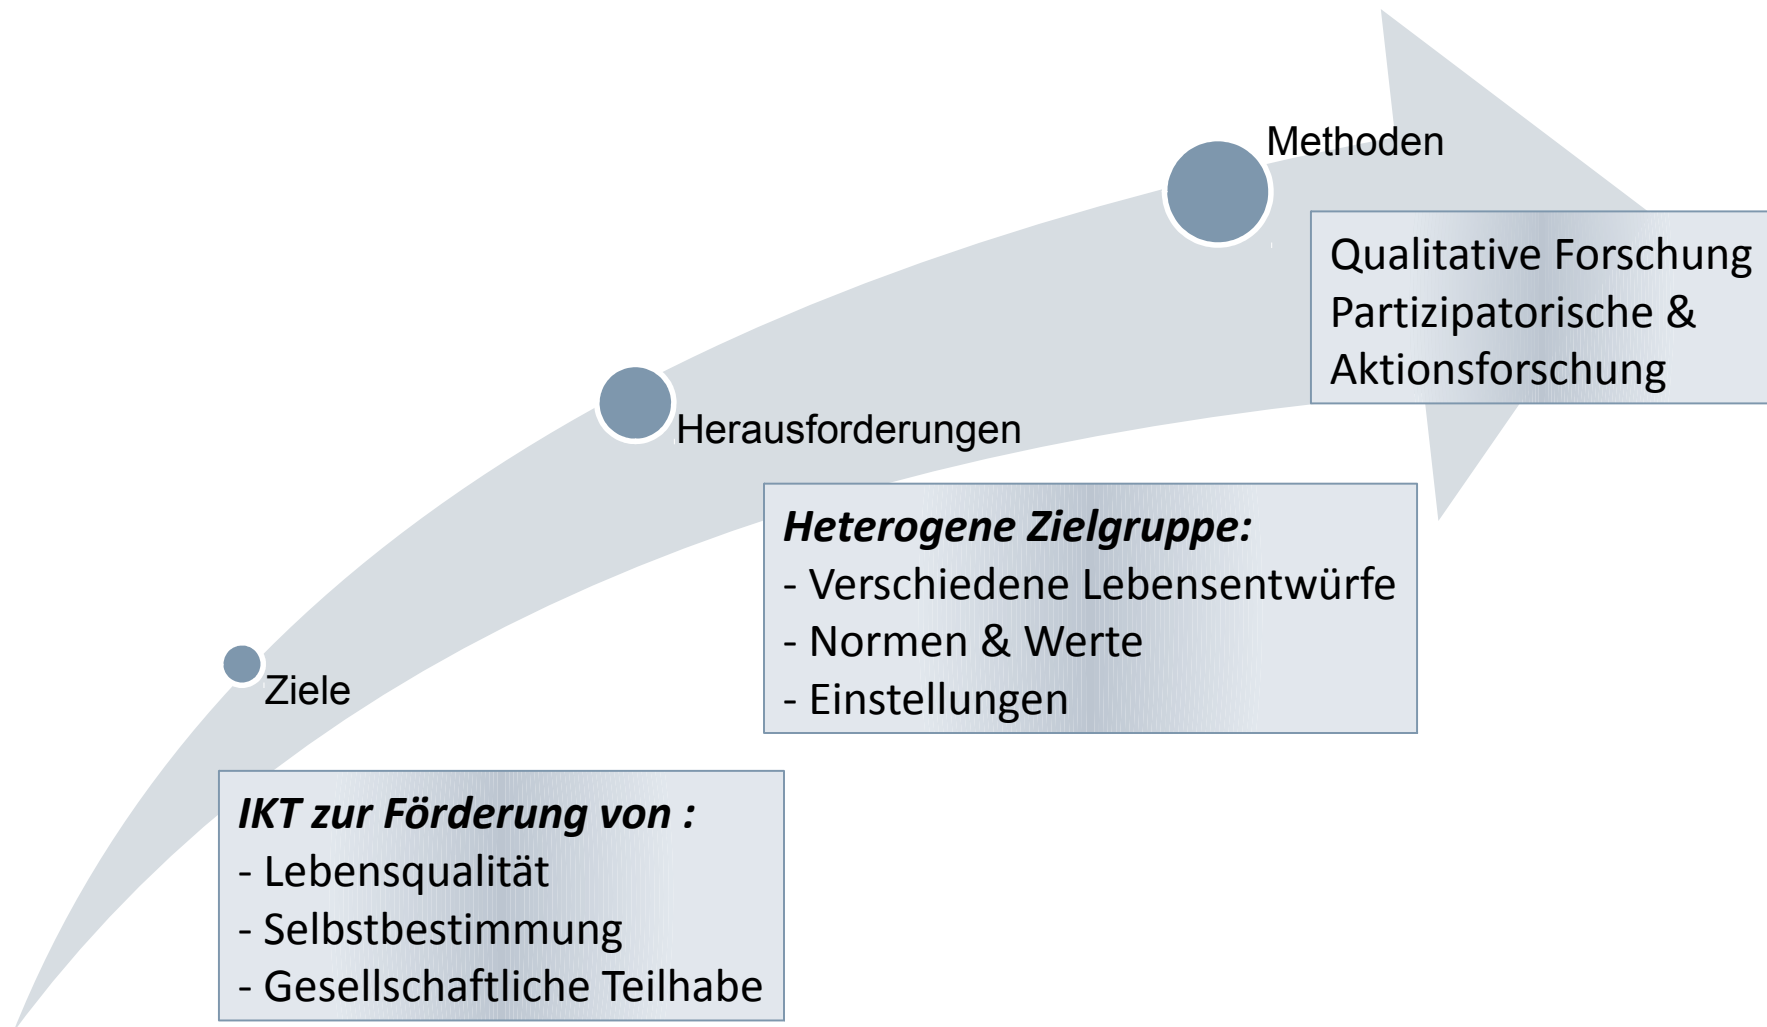 Methoden
Qualitative Forschung
Partizipatorische &
Aktionsforschung
Herausforderungen
Heterogene Zielgruppe:
- Verschiedene Lebensentwürfe
- Normen & Werte
- Einstellungen
Ziele
IKT zur Förderung von :
- Lebensqualität
- Selbstbestimmung
- Gesellschaftliche Teilhabe